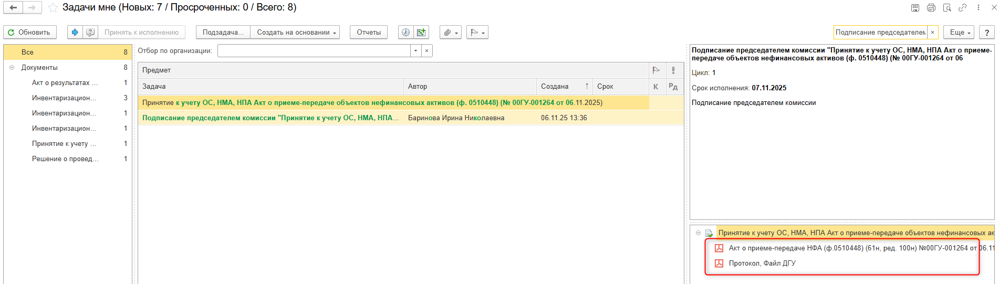 Задачи мне (Новых: 7 / Просроченных: 0 / Всего: 8)
Обновить
Принять к исполнению
Подзадача...
Создать на основании
Отчеты
Подписание председателем
×
Еще
?
Все 8
Документы 8
Акт о результатах ... 1
Инвентаризацион... 3
Инвентаризацион... 1
Инвентаризацион... 1
Принятие к учету ... 1
Решение о провед... 1
Отбор по организации:
Предмет
Задача Автор Создана ↑ Срок К Рд
Принятие к учету ОС, НМА, НПА Акт о приеме-передаче объектов нефинансовых активов (ф. 0510448) (№ 00ГУ-001264 от 06.11.2025)
Подписание председателем комиссии "Принятие к учету ОС, НМА, НПА... Баринова Ирина Николаевна 06.11.25 13:36
Подписание председателем комиссии "Принятие к учету ОС, НМА, НПА Акт о приеме-
передаче объектов нефинансовых активов (ф. 0510448) (№ 00ГУ-001264 от 06
Цикл: 1
Срок исполнения: 07.11.2025
Подписание председателем комиссии
Принятие к учету ОС, НМА, НПА Акт о приеме-передаче объектов нефинансовых ак
Акт о приеме-передаче НФА (ф.0510448) (61н, ред. 100н) №00ГУ-001264 от 06.11
Протокол, Файл ДГУ